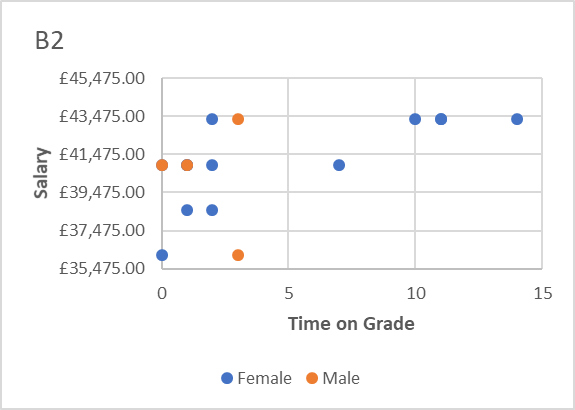 B2
£45,475.00
£43,475.00
£41,475.00
£39,475.00
£37,475.00
£35,475.00
Salary
0 5 10 15
Time on Grade
Female Male